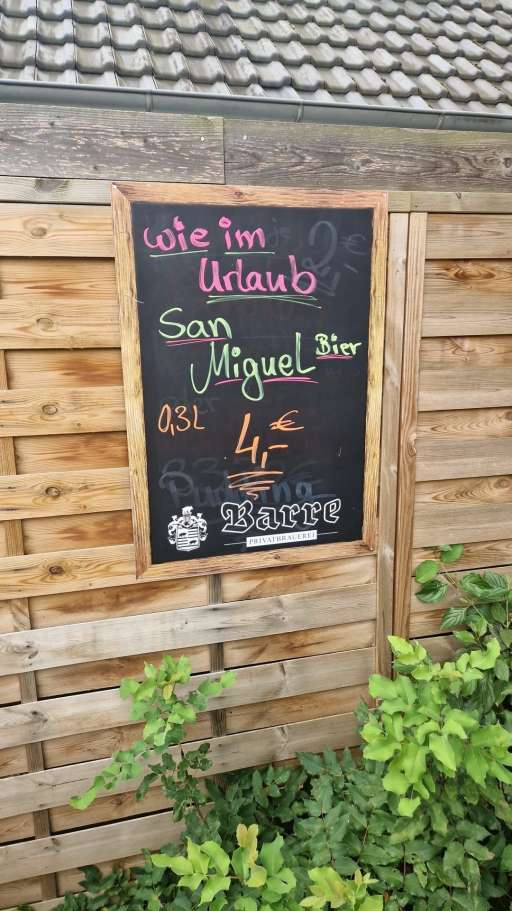 wie im
Urlaub
San
Miguel Bier
0,3L
4,- €
Barre
PRIVATBRAUEREI